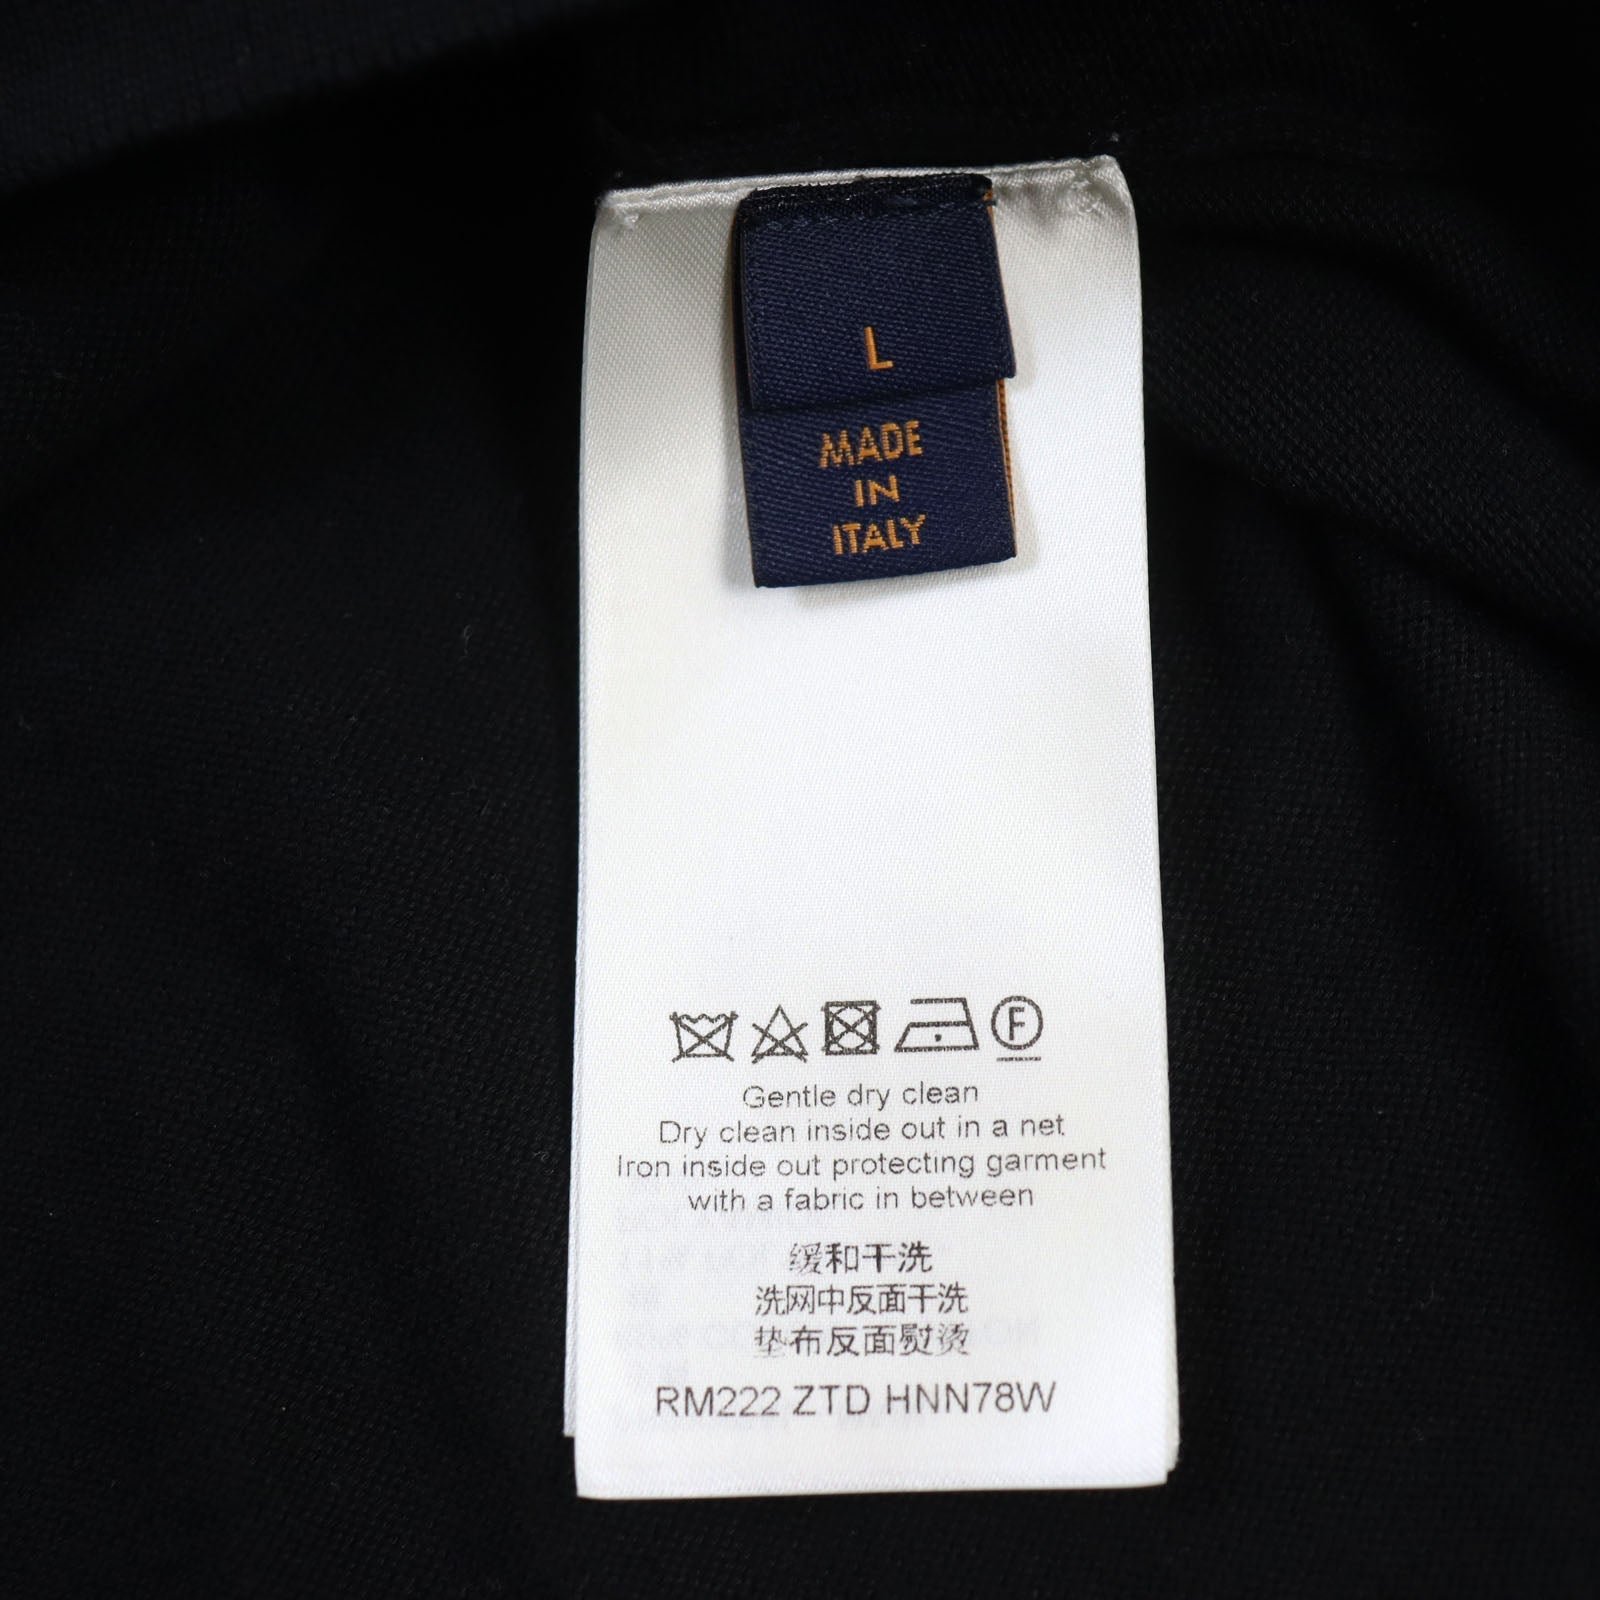 L
MADE
IN
ITALY
F
Gentle dry clean
Dry clean inside out in a net
Iron inside out protecting garment
with a fabric in between
缓和干洗
洗网中反面干洗
垫布反面熨烫
RM222 ZTD HNN78W